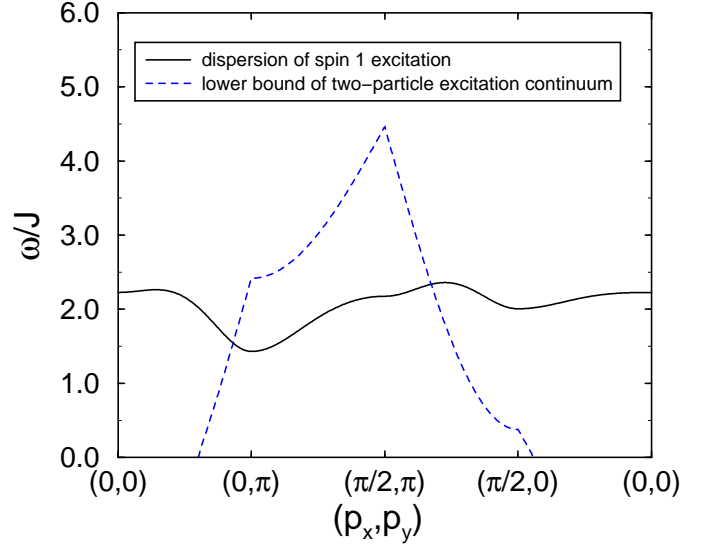 6.0
dispersion of spin 1 excitation
lower bound of two−particle excitation continuum
5.0
4.0
3.0
ω/J
2.0
1.0
0.0
(0,0) (0,π) (π/2,π) (π/2,0) (0,0)
(pₓ,p_y)